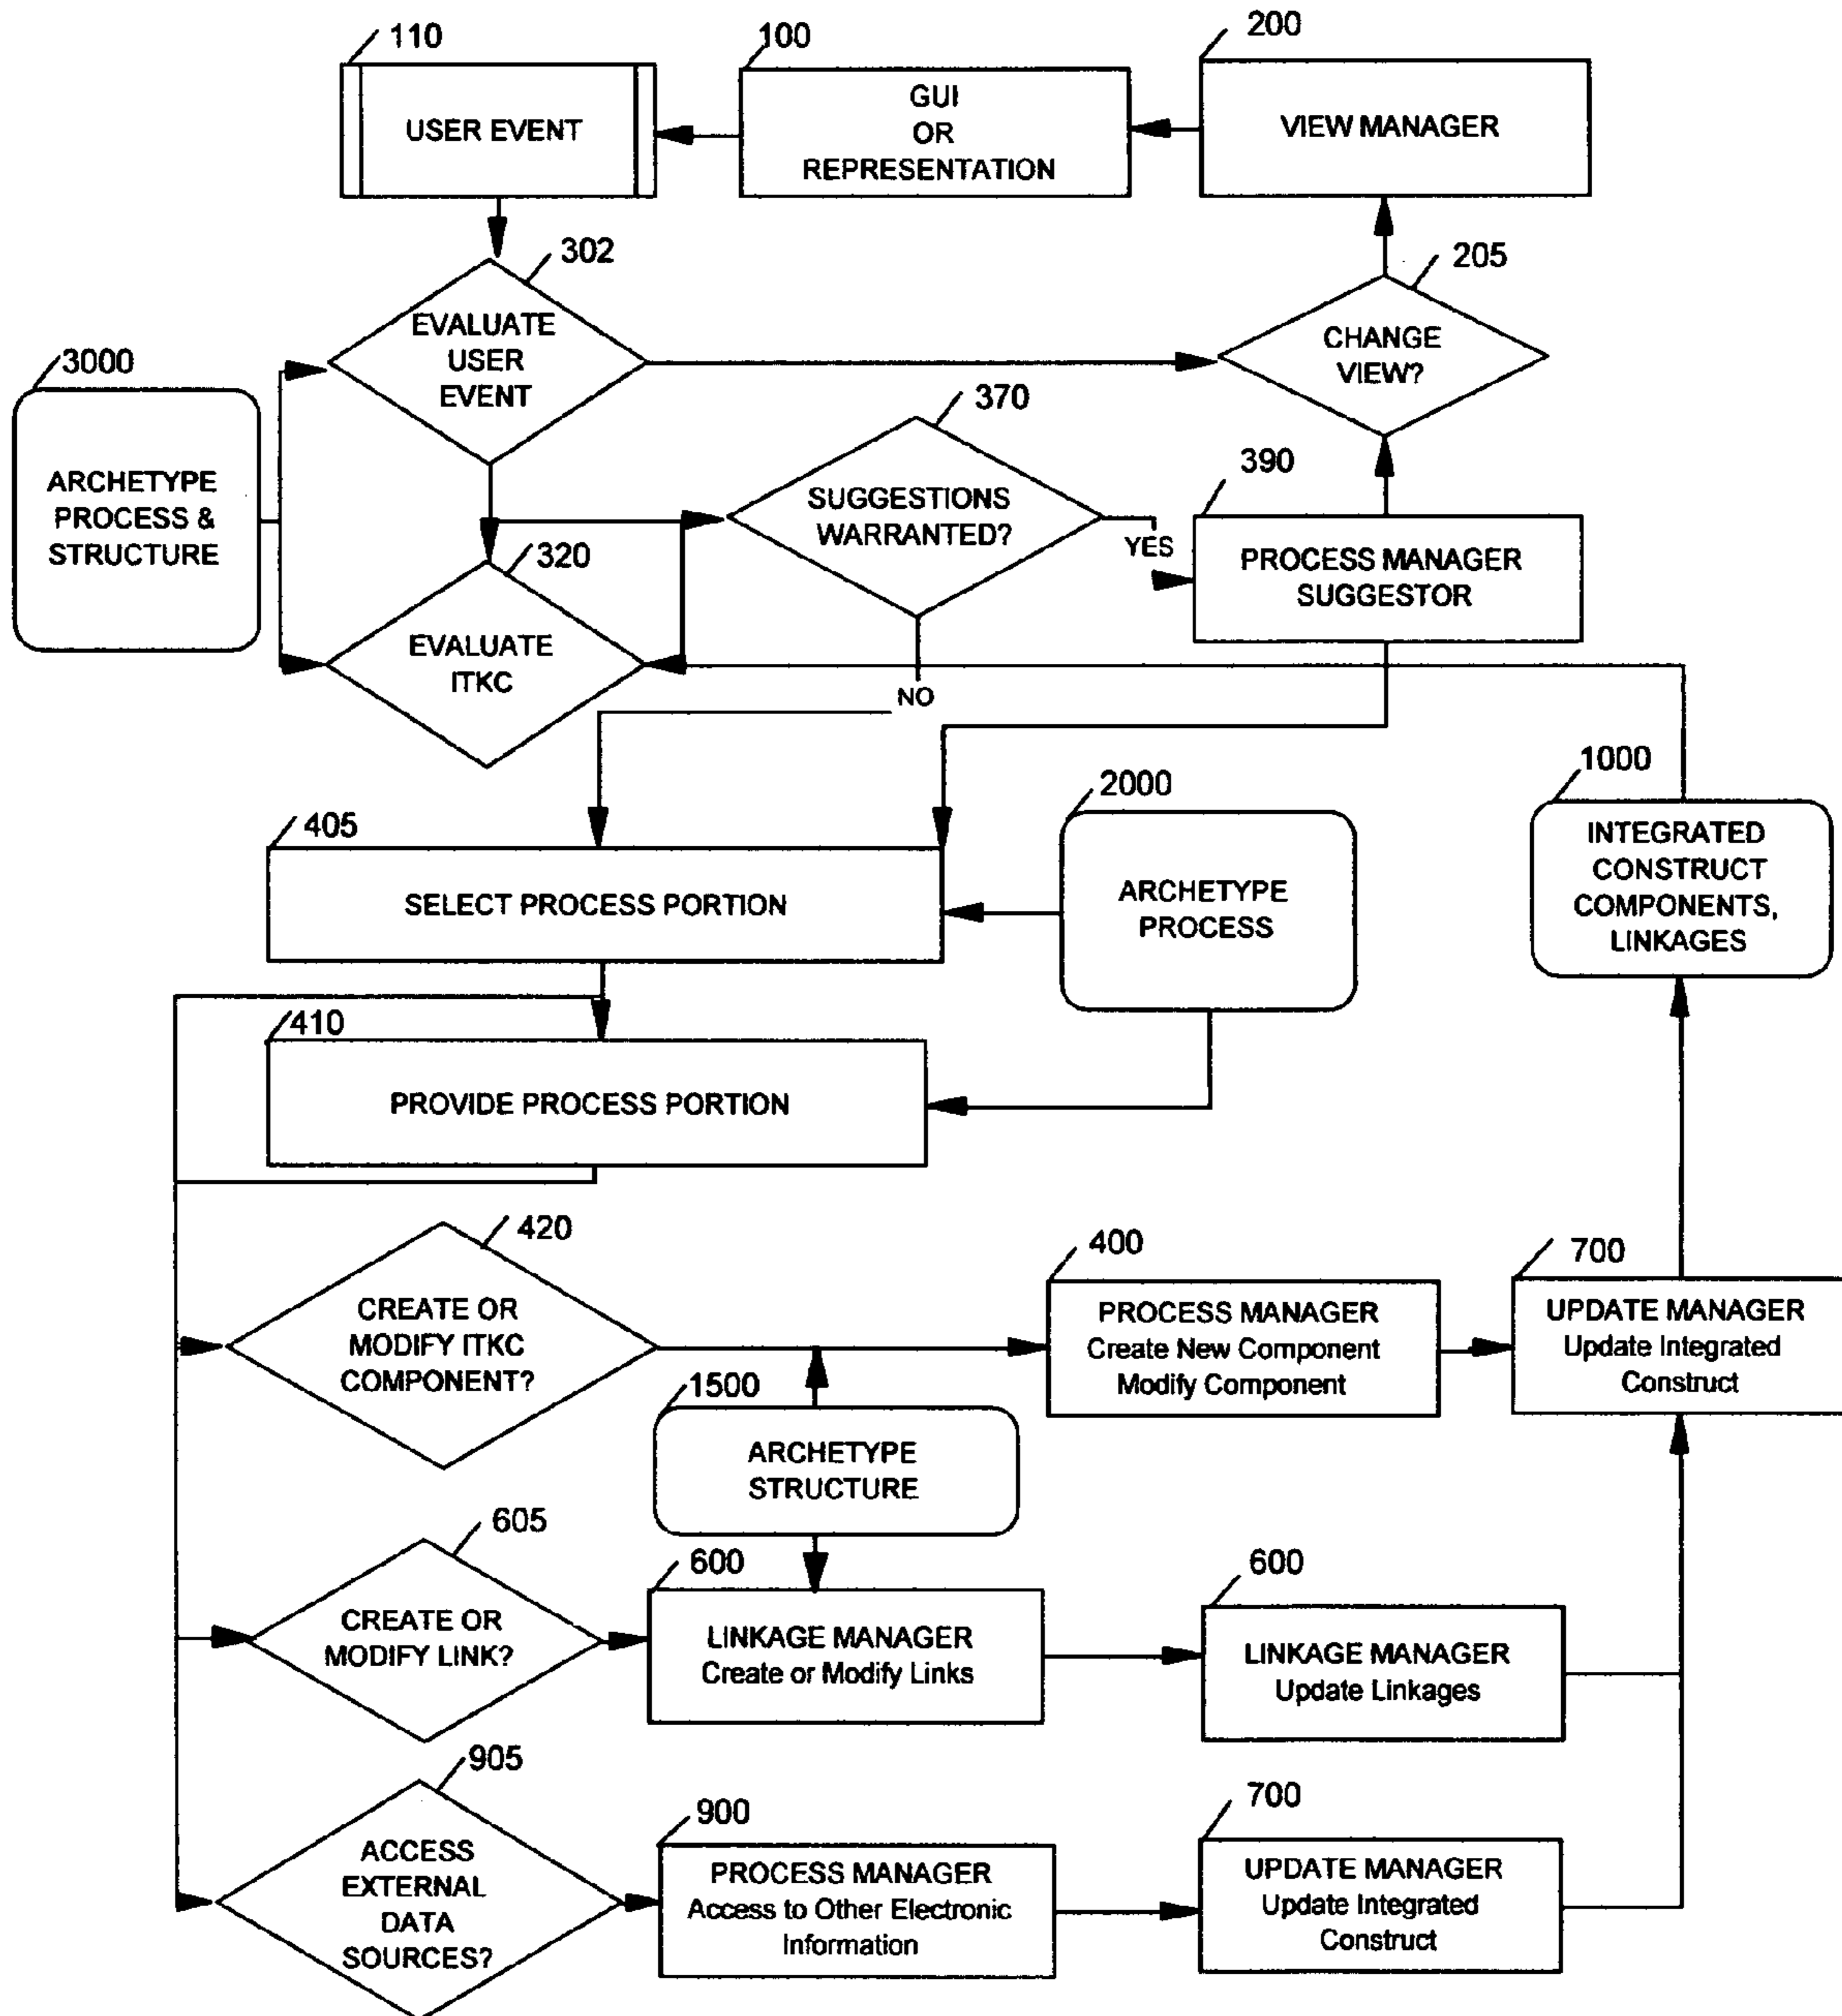 110
USER EVENT
100
GUI
OR
REPRESENTATION
200
VIEW MANAGER
302
EVALUATE
USER
EVENT
205
CHANGE
VIEW?
3000
ARCHETYPE
PROCESS &
STRUCTURE
370
SUGGESTIONS
WARRANTED?
YES
NO
390
PROCESS MANAGER
SUGGESTOR
320
EVALUATE
ITKC
405
SELECT PROCESS PORTION
2000
ARCHETYPE
PROCESS
1000
INTEGRATED
CONSTRUCT
COMPONENTS,
LINKAGES
410
PROVIDE PROCESS PORTION
420
CREATE OR
MODIFY ITKC
COMPONENT?
400
PROCESS MANAGER
Create New Component
Modify Component
700
UPDATE MANAGER
Update Integrated
Construct
1500
ARCHETYPE
STRUCTURE
605
CREATE OR
MODIFY LINK?
600
LINKAGE MANAGER
Create or Modify Links
600
LINKAGE MANAGER
Update Linkages
905
ACCESS
EXTERNAL
DATA
SOURCES?
900
PROCESS MANAGER
Access to Other Electronic
Information
700
UPDATE MANAGER
Update Integrated
Construct